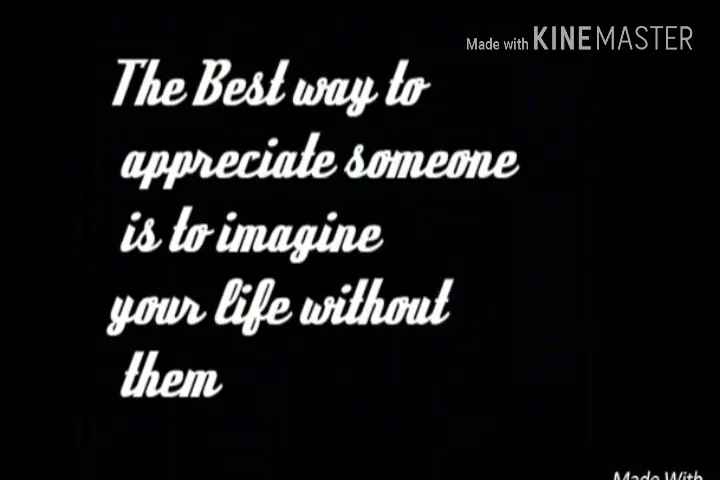 Made with KINEMASTER
The Best way to
appreciate someone
is to imagine
your life without
them
Made With